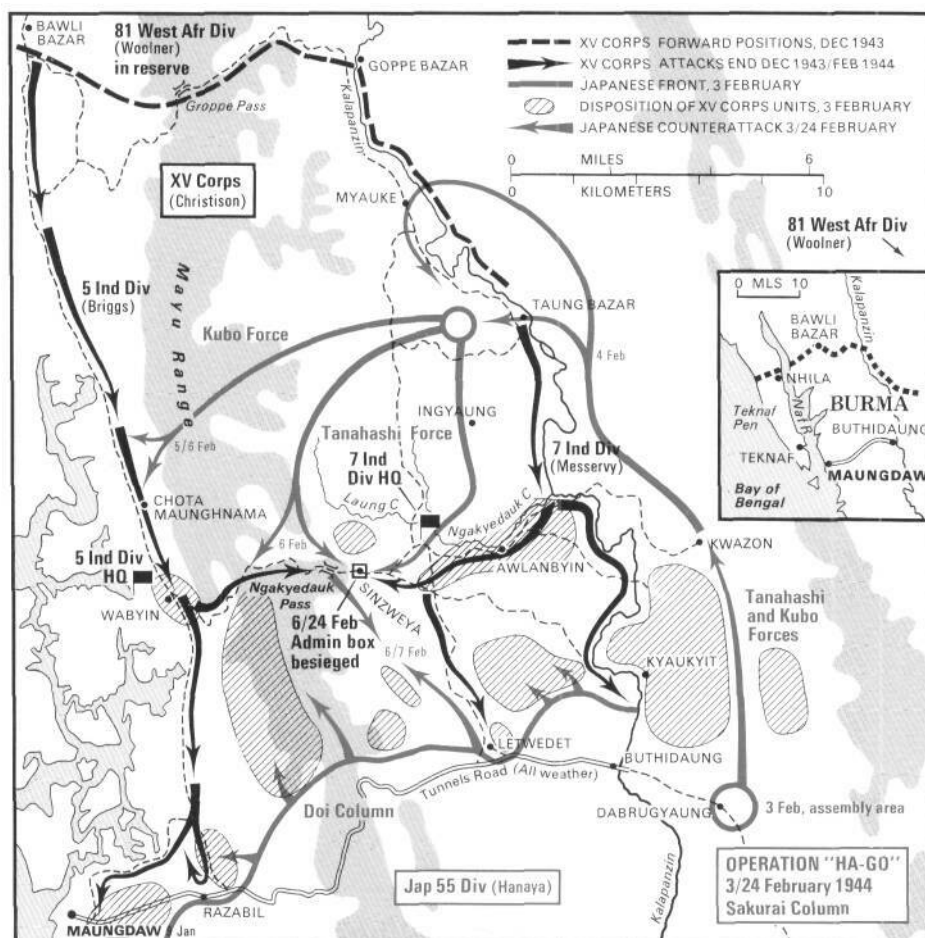 BAWLI
BAZAR
81 West Afr Div
(Woolner)
in reserve
GOPPE BAZAR
Groppe Pass
Kalapanzin
XV CORPS FORWARD POSITIONS, DEC 1943
XV CORPS ATTACKS END DEC 1943/FEB 1944
JAPANESE FRONT, 3 FEBRUARY
DISPOSITION OF XV CORPS UNITS, 3 FEBRUARY
JAPANESE COUNTERATTACK 3/24 FEBRUARY
0 MILES 6
KILOMETERS 10
XV Corps
(Christison)
MYAUKE
81 West Afr Div
(Woolner)
5 Ind Div
(Briggs)
Mayu Range
Kubo Force
TAUNG BAZAR
4 Feb
0 MLS 10
Kalapanzin
BAWLI
BAZAR
NHILA
BURMA
Teknaf
Pen
Naf R
BUTHIDAUNG
TEKNAF
MAUNGDAW
Bay of
Bengal
INGYAUNG
5/6 Feb
Tanahashi Force
7 Ind
Div HQ
7 Ind Div
(Messervy)
Laung C
CHOTA
MAUNGHNAMA
Ngakyedauk C
6 Feb
KWAZON
5 Ind Div
HQ
AWLANBYIN
WABYIN
Ngakyedauk
Pass
SINZWEYA
Tanahashi
and Kubo
Forces
6/24 Feb
Admin box
besieged
6/7 Feb
KYAUKYIT
LETWEDET
BUTHIDAUNG
Tunnels Road (All weather)
DABRUGYAUNG
3 Feb, assembly area
Doi Column
Jap 55 Div (Hanaya)
OPERATION "HA-GO"
3/24 February 1944
Sakurai Column
RAZABIL
Kalapanzin
MAUNGDAW
Jan